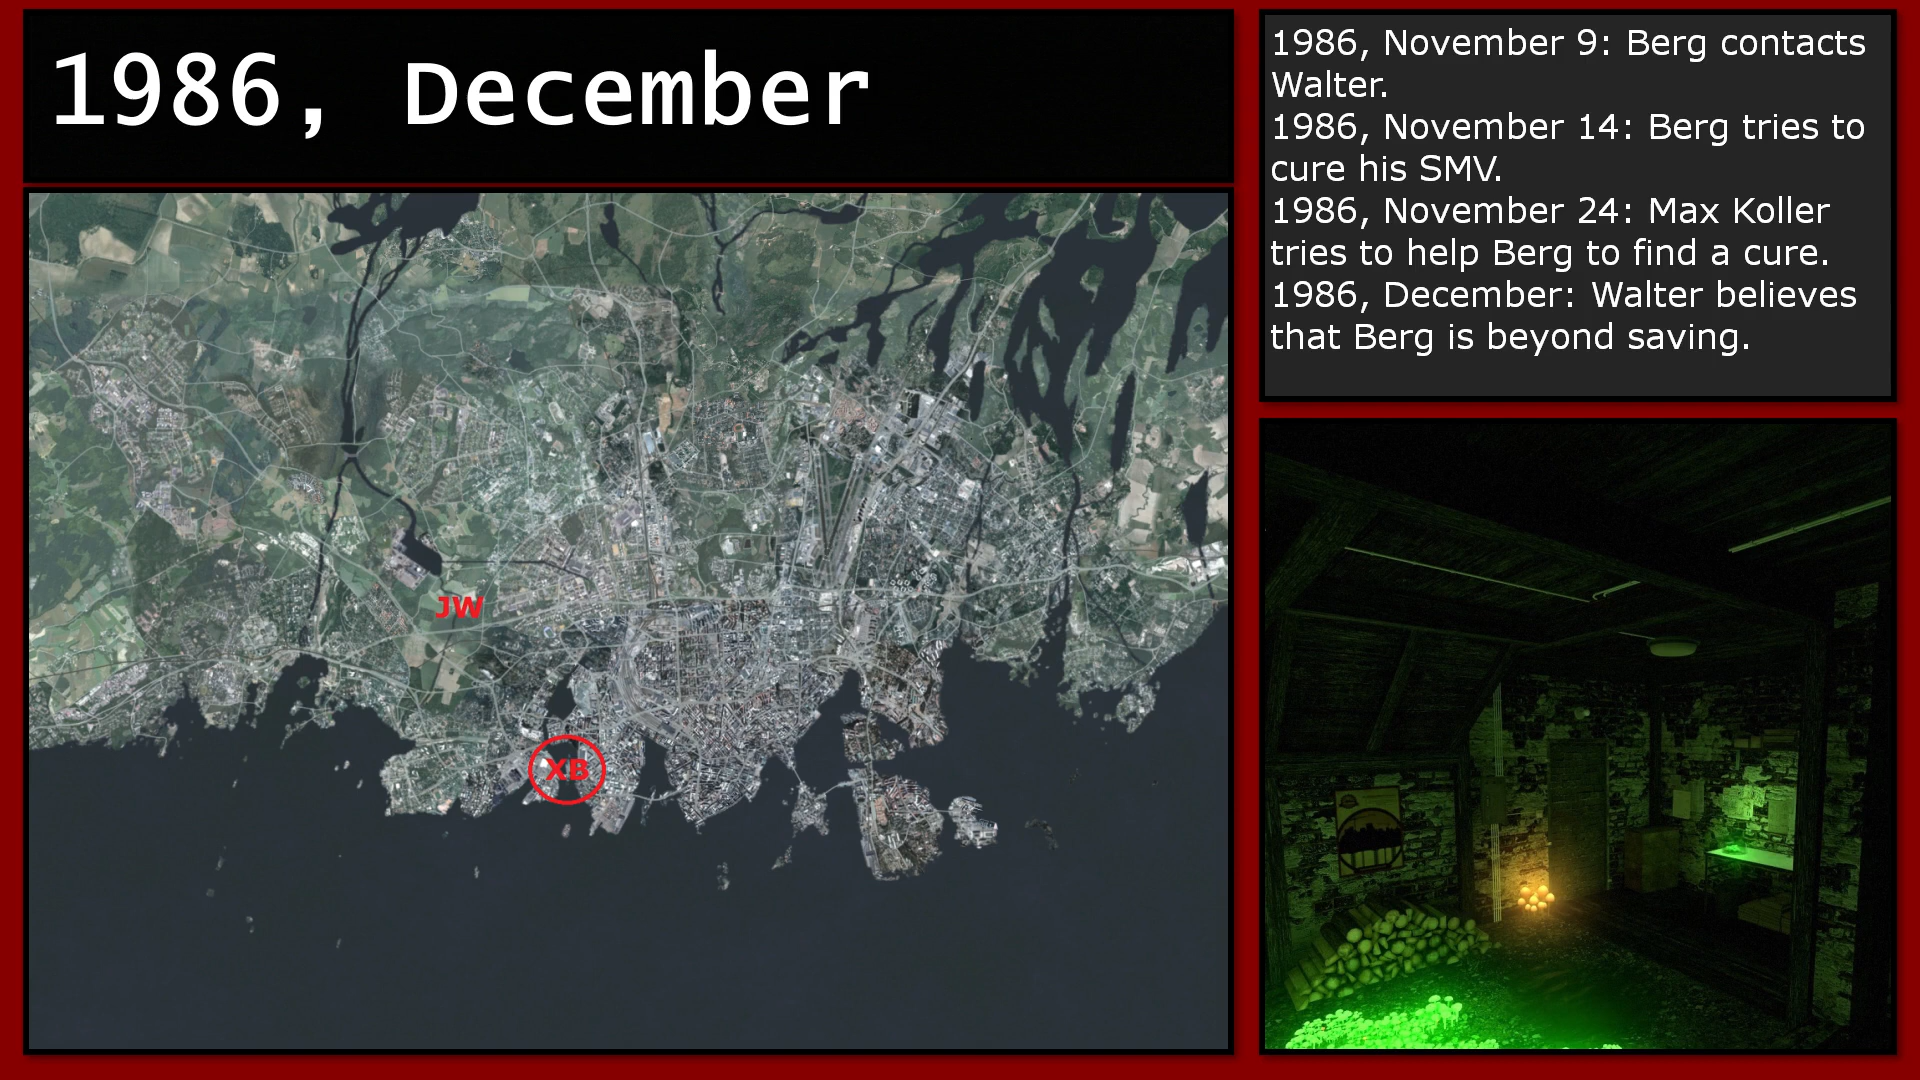 1986, December
1986, November 9: Berg contacts
Walter.
1986, November 14: Berg tries to
cure his SMV.
1986, November 24: Max Koller
tries to help Berg to find a cure.
1986, December: Walter believes
that Berg is beyond saving.
JW
XB